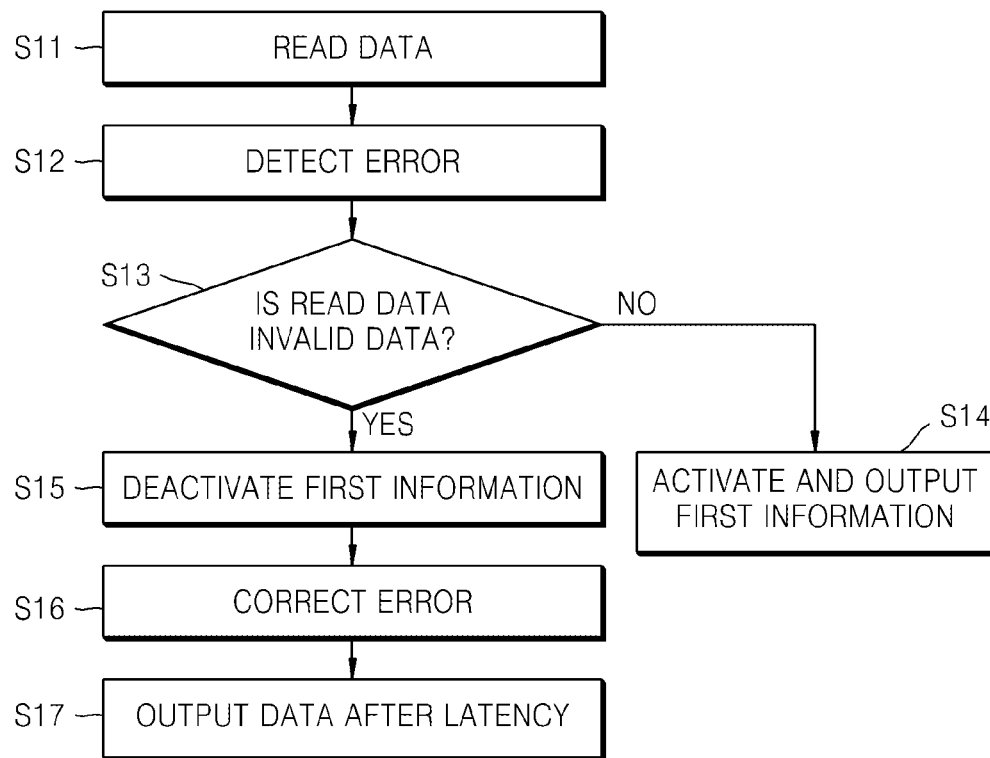 S11
READ DATA
S12
DETECT ERROR
S13
IS READ DATA
INVALID DATA?
NO
YES
S14
ACTIVATE AND OUTPUT
FIRST INFORMATION
S15
DEACTIVATE FIRST INFORMATION
S16
CORRECT ERROR
S17
OUTPUT DATA AFTER LATENCY